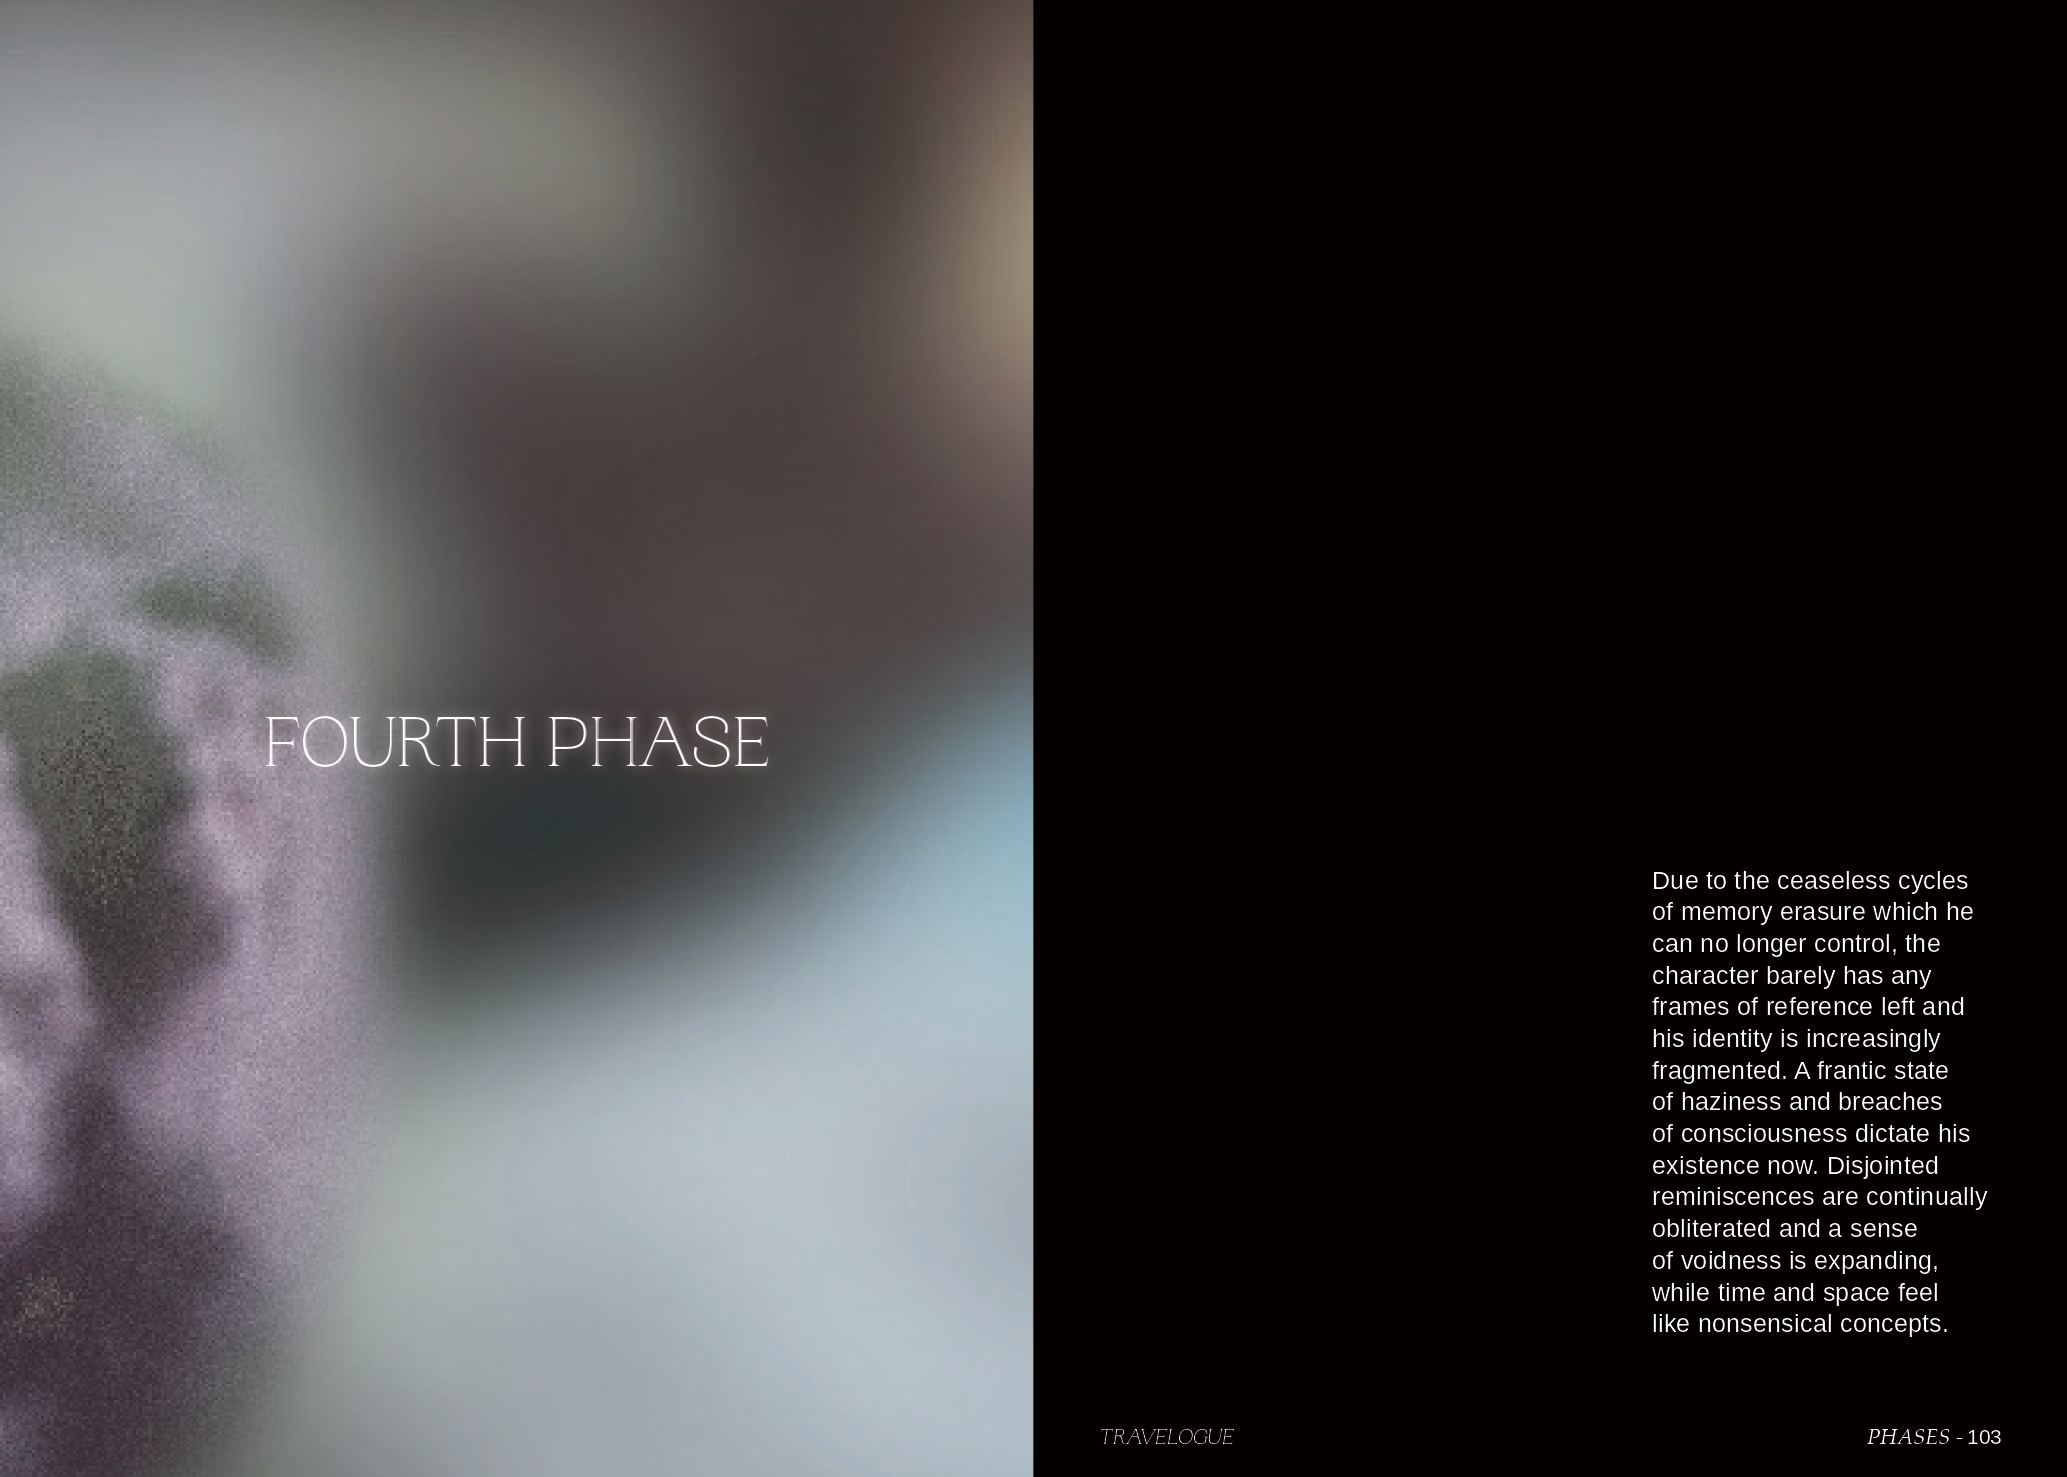 FOURTH PHASE
Due to the ceaseless cycles
of memory erasure which he
can no longer control, the
character barely has any
frames of reference left and
his identity is increasingly
fragmented. A frantic state
of haziness and breaches
of consciousness dictate his
existence now. Disjointed
reminiscences are continually
obliterated and a sense
of voidness is expanding,
while time and space feel
like nonsensical concepts.
TRAVELOGUE
PHASES - 103